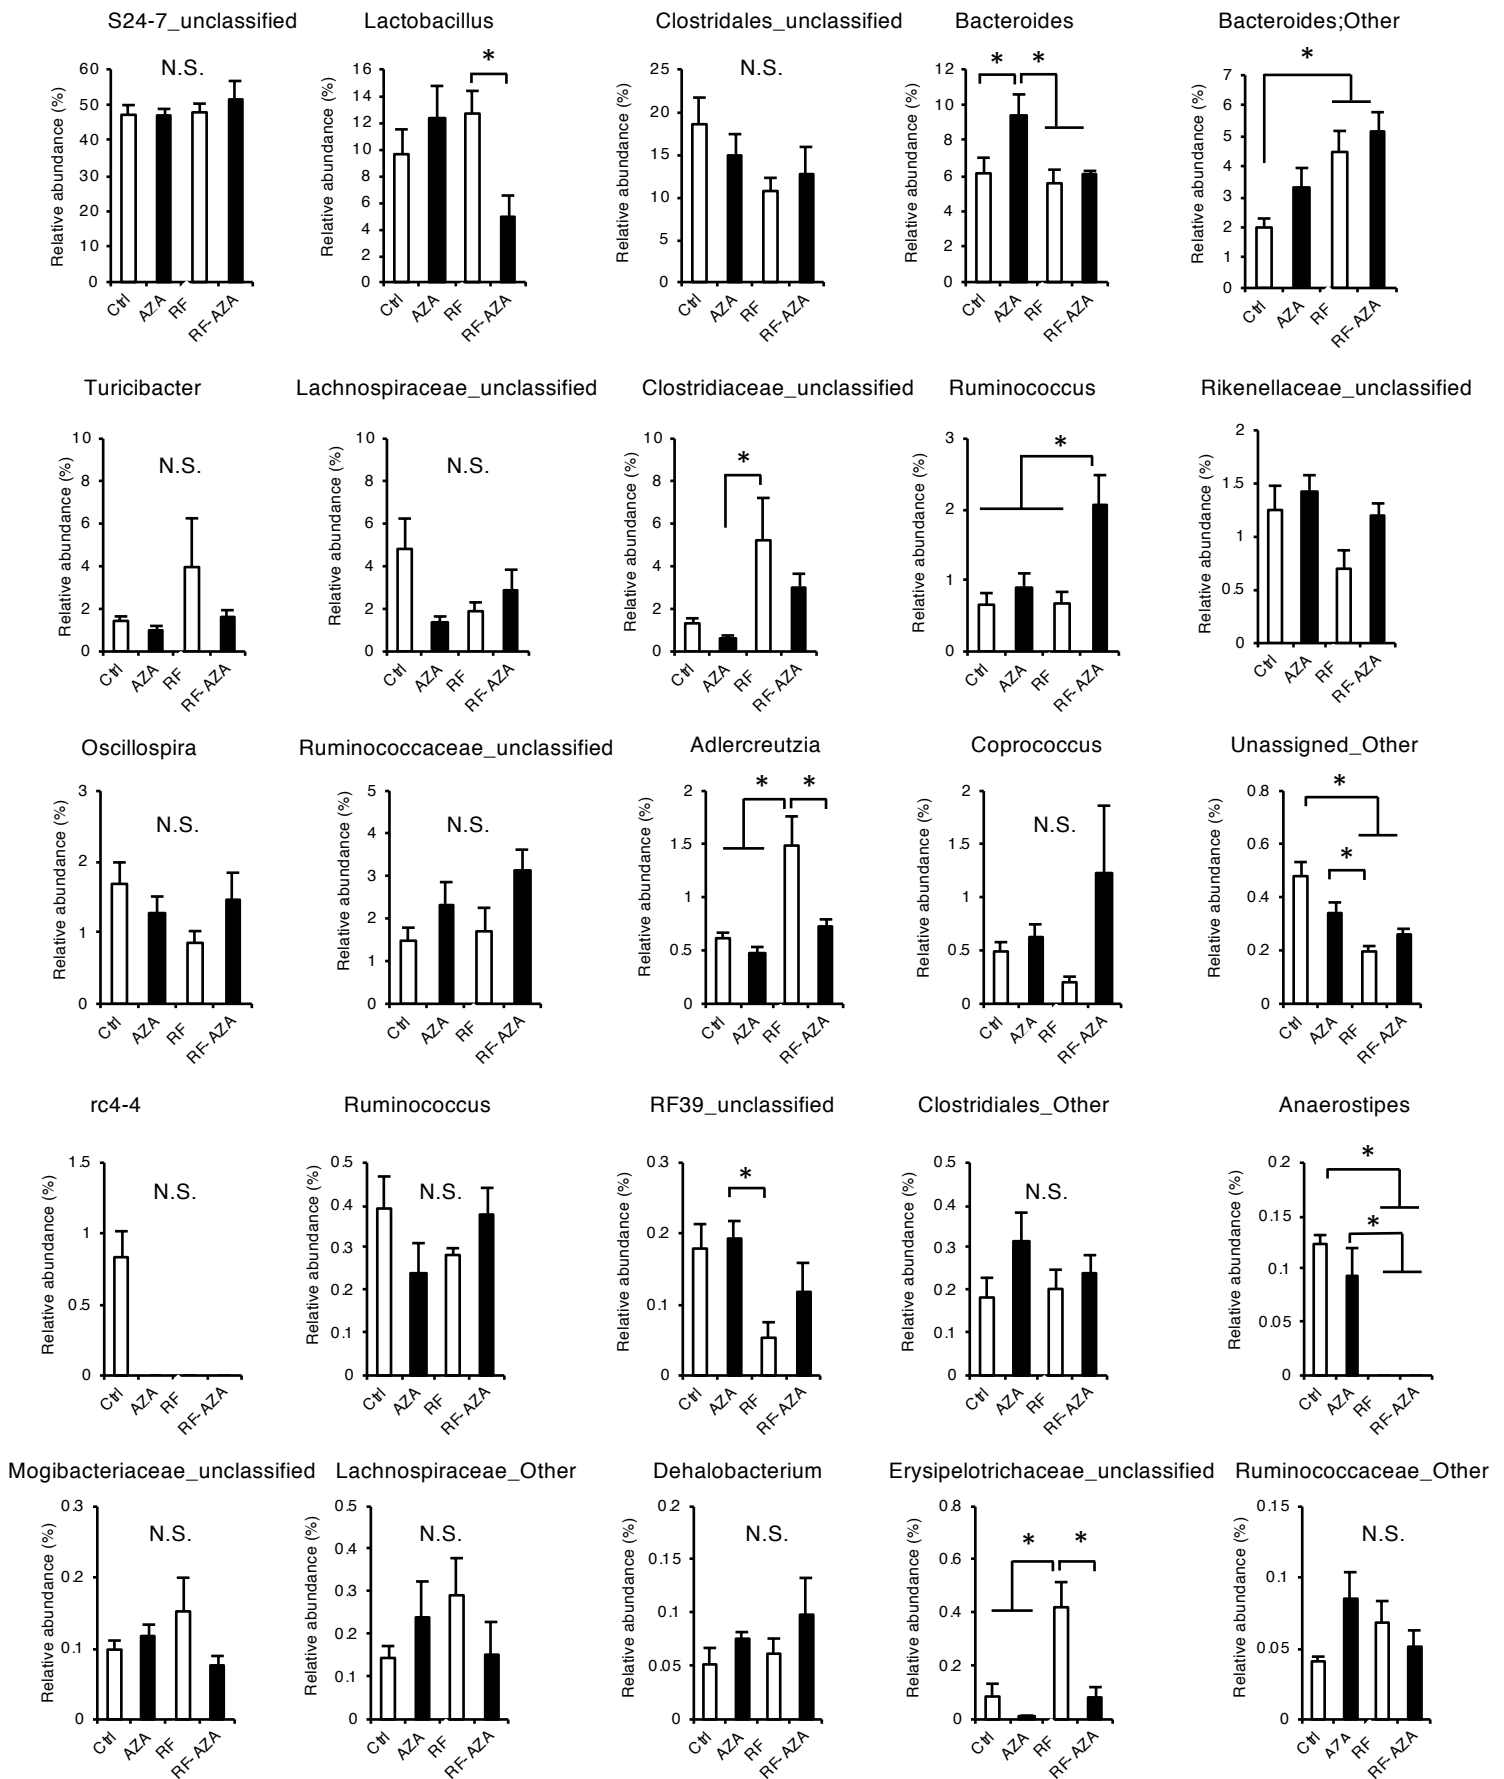 S24-7_unclassified
N.S.
Relative abundance (%)
60
50
40
30
20
10
0
Ctrl
AZA
RF
RF-AZA
Lactobacillus
*
Relative abundance (%)
16
14
12
10
8
6
4
2
0
Ctrl
AZA
RF
RF-AZA
Clostridales_unclassified
N.S.
Relative abundance (%)
25
20
15
10
5
0
Ctrl
AZA
RF
RF-AZA
Bacteroides
* *
Relative abundance (%)
12
10
8
6
4
2
0
Ctrl
AZA
RF
RF-AZA
Bacteroides;Other
*
Relative abundance (%)
7
6
5
4
3
2
1
0
Ctrl
AZA
RF
RF-AZA
Turicibacter
N.S.
Relative abundance (%)
10
8
6
4
2
0
Ctrl
AZA
RF
RF-AZA
Lachnospiraceae_unclassified
N.S.
Relative abundance (%)
10
8
6
4
2
0
Ctrl
AZA
RF
RF-AZA
Clostridiaceae_unclassified
*
Relative abundance (%)
10
8
6
4
2
0
Ctrl
AZA
RF
RF-AZA
Ruminococcus
*
Relative abundance (%)
3
2
1
0
Ctrl
AZA
RF
RF-AZA
Rikenellaceae_unclassified
Relative abundance (%)
2
1.5
1
0.5
0
Ctrl
AZA
RF
RF-AZA
Oscillospira
N.S.
Relative abundance (%)
3
2
1
0
Ctrl
AZA
RF
RF-AZA
Ruminococcaceae_unclassified
N.S.
Relative abundance (%)
5
4
3
2
1
0
Ctrl
AZA
RF
RF-AZA
Adlercreutzia
* *
Relative abundance (%)
2
1.5
1
0.5
0
Ctrl
AZA
RF
RF-AZA
Coprococcus
N.S.
Relative abundance (%)
2
1.5
1
0.5
0
Ctrl
AZA
RF
RF-AZA
Unassigned_Other
*
*
Relative abundance (%)
0.8
0.6
0.4
0.2
0
Ctrl
AZA
RF
RF-AZA
rc4-4
N.S.
Relative abundance (%)
1.5
1
0.5
0
Ctrl
AZA
RF
RF-AZA
Ruminococcus
N.S.
Relative abundance (%)
0.5
0.4
0.3
0.2
0.1
0
Ctrl
AZA
RF
RF-AZA
RF39_unclassified
*
Relative abundance (%)
0.3
0.2
0.1
0
Ctrl
AZA
RF
RF-AZA
Clostridiales_Other
N.S.
Relative abundance (%)
0.5
0.4
0.3
0.2
0.1
0
Ctrl
AZA
RF
RF-AZA
Anaerostipes
*
*
Relative abundance (%)
0.2
0.15
0.1
0.05
0
Ctrl
AZA
RF
RF-AZA
Mogibacteriaceae_unclassified
N.S.
Relative abundance (%)
0.3
0.2
0.1
0
Ctrl
AZA
RF
RF-AZA
Lachnospiraceae_Other
N.S.
Relative abundance (%)
0.5
0.4
0.3
0.2
0.1
0
Ctrl
AZA
RF
RF-AZA
Dehalobacterium
N.S.
Relative abundance (%)
0.2
0.15
0.1
0.05
0
Ctrl
AZA
RF
RF-AZA
Erysipelotrichaceae_unclassified
* *
Relative abundance (%)
0.8
0.6
0.4
0.2
0
Ctrl
AZA
RF
RF-AZA
Ruminococcaceae_Other
N.S.
Relative abundance (%)
0.15
0.1
0.05
0
Ctrl
AZA
RF
RF-AZA